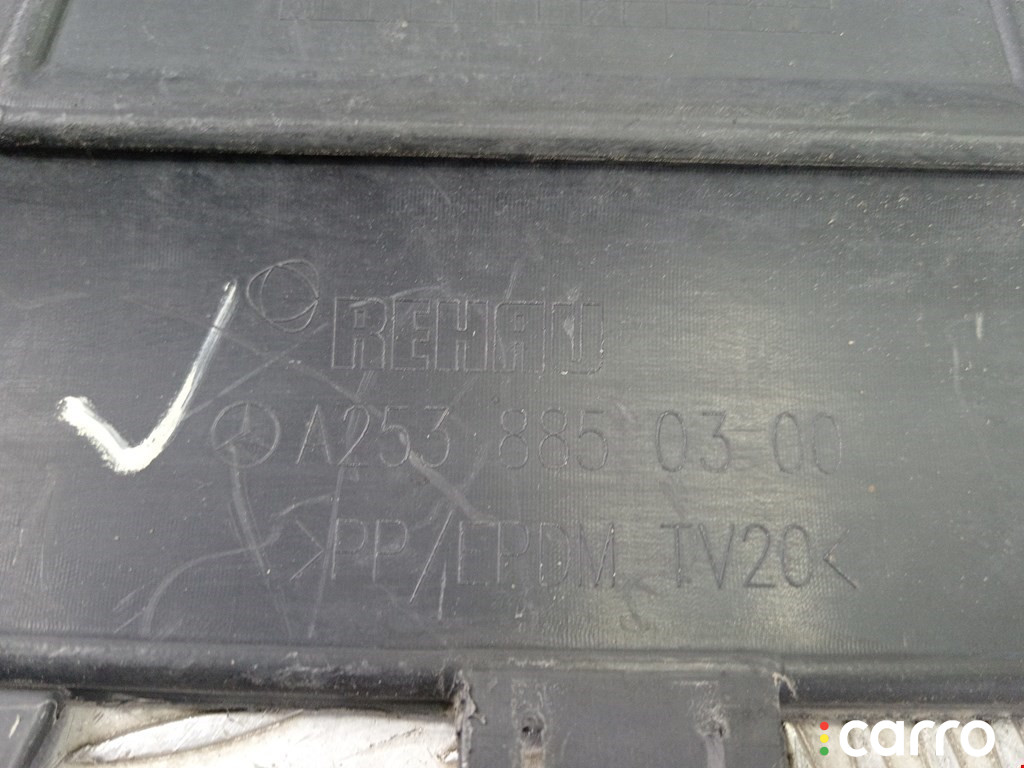 REHAU
A253 885 03 00
>PP/EPDM TV20<
carro